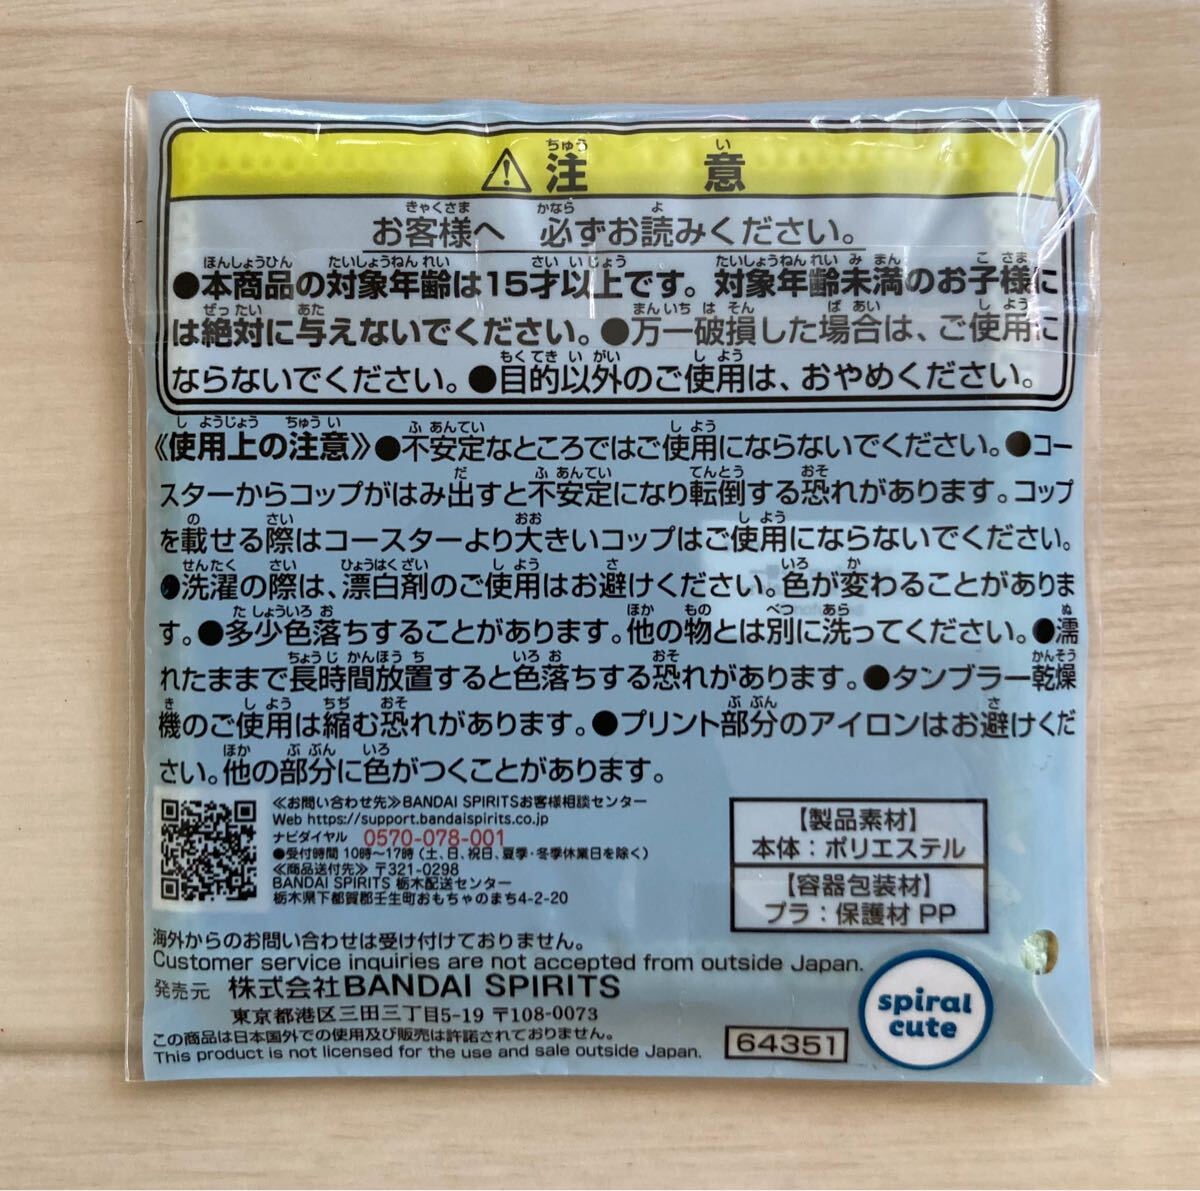 ⚠注意
お客様へ 必ずお読みください。
●本商品の対象年齢は15才以上です。対象年齢未満のお子様に
は絶対に与えないでください。●万一破損した場合は、ご使用に
ならないでください。●目的以外のご使用は、おやめください。
《使用上の注意》●不安定なところではご使用にならないでください。●コー
スターからコップがはみ出すと不安定になり転倒する恐れがあります。コップ
を載せる際はコースターより大きいコップはご使用にならないでください。
●洗濯の際は、漂白剤のご使用はお避けください。色が変わることがありま
す。●多少色落ちすることがあります。他の物とは別に洗ってください。●濡
れたままで長時間放置すると色落ちする恐れがあります。●タンブラー乾燥
機のご使用は縮む恐れがあります。●プリント部分のアイロンはお避けくだ
さい。他の部分に色がつくことがあります。
≪お問い合わせ先≫BANDAI SPIRITSお客様相談センター
Web https://support.bandaispirits.co.jp
ナビダイヤル 0570-078-001
●受付時間 10時〜17時(土、日、祝日、夏季・冬季休業日を除く)
≪商品送付先≫〒321-0298
BANDAI SPIRITS 栃木配送センター
栃木県下都賀郡壬生町おもちゃのまち4-2-20
【製品素材】
本体：ポリエステル
【容器包装材】
プラ：保護材 PP
海外からのお問い合わせは受け付けておりません。
Customer service inquiries are not accepted from outside Japan.
発売元 株式会社BANDAI SPIRITS
東京都港区三田三丁目5-19 〒108-0073
この商品は日本国外での使用及び販売は許諾されておりません。
This product is not licensed for the use and sale outside Japan.
64351
spiral
cute